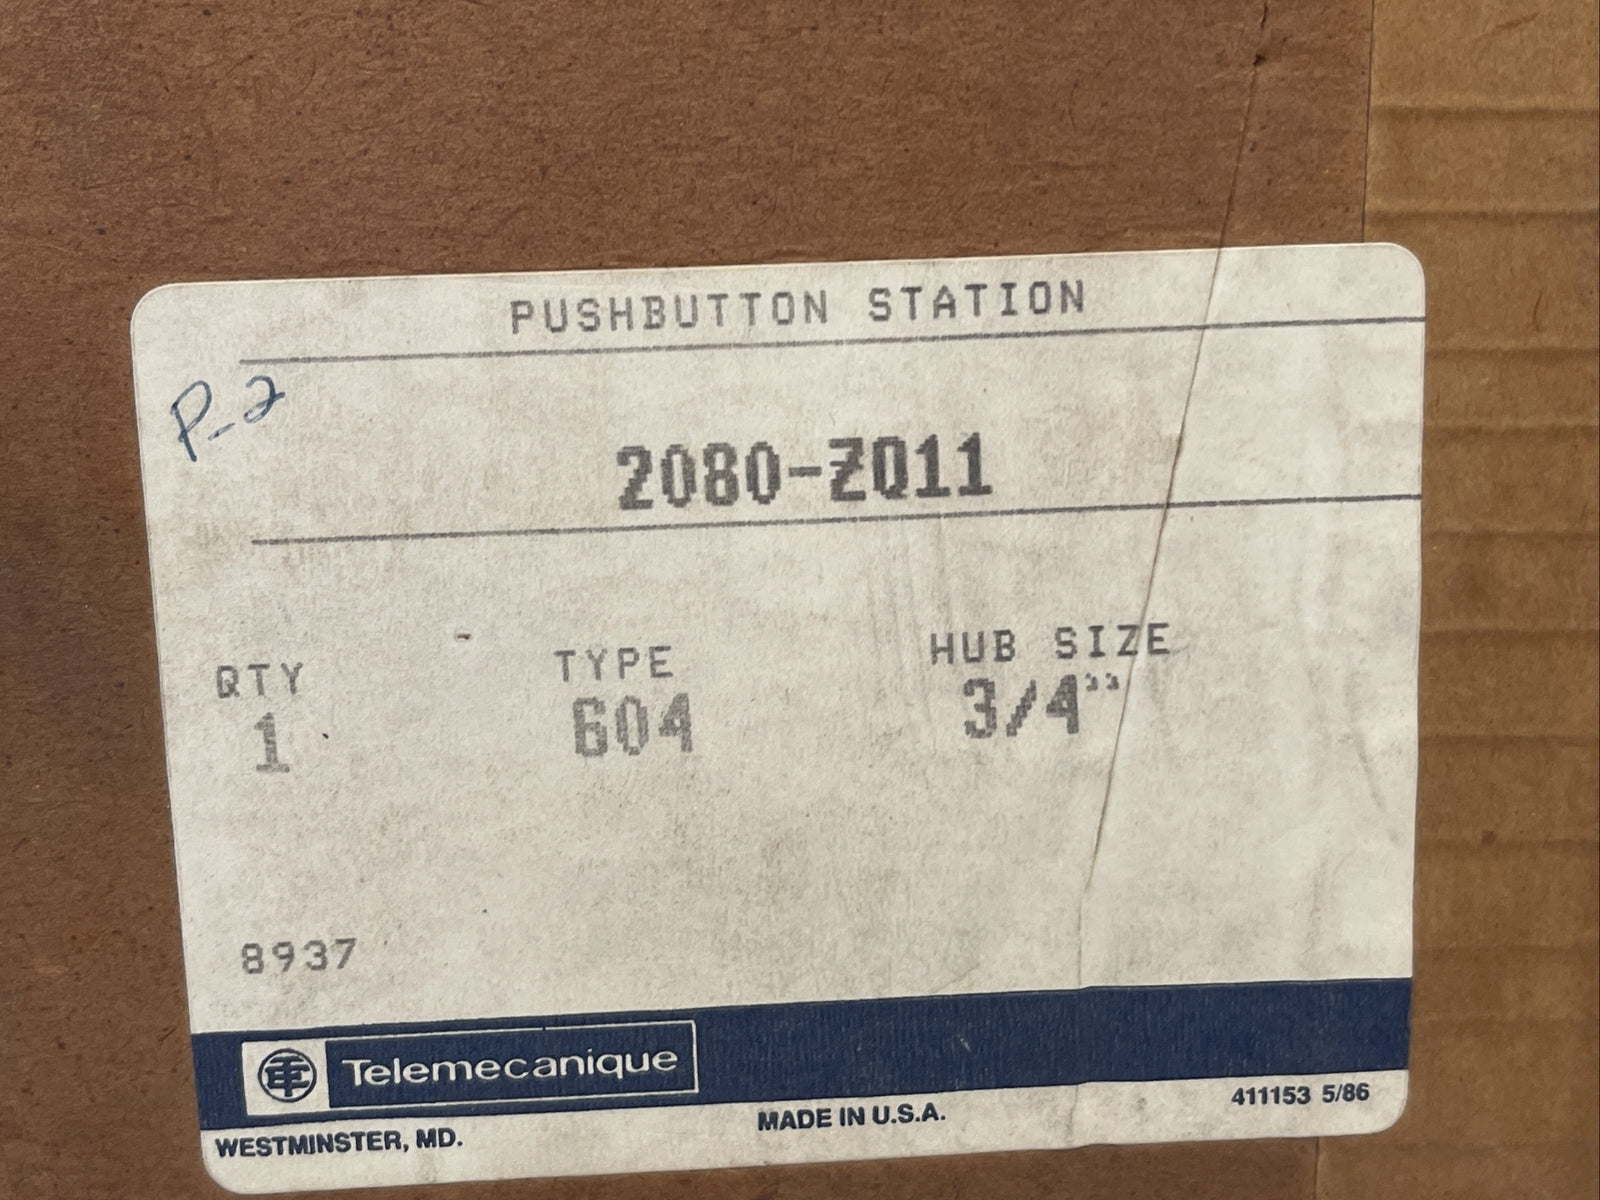 PUSHBUTTON STATION
P-2
2080-ZQ11
QTY TYPE HUB SIZE
1 604 3/4"
8937
Telemecanique
WESTMINSTER, MD. MADE IN U.S.A. 411153 5/86